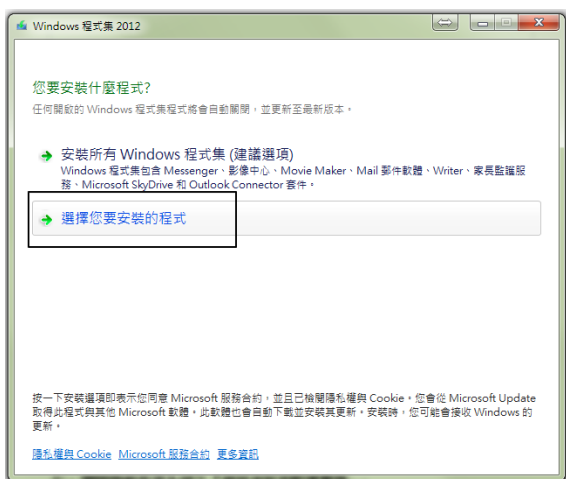 Windows 程式集 2012
您要安裝什麼程式?
任何開啟的 Windows 程式集程式將會自動關閉，並更新至最新版本。
安裝所有 Windows 程式集 (建議選項)
Windows 程式集包含 Messenger、影像中心、Movie Maker、Mail 郵件軟體、Writer、家長監護服
務、Microsoft SkyDrive 和 Outlook Connector 套件。
選擇您要安裝的程式
按一下安裝選項即表示您同意 Microsoft 服務合約，並且已檢閱隱私權與 Cookie。您會從 Microsoft Update
取得此程式與其他 Microsoft 軟體。此軟體也會自動下載並安裝其更新。安裝時，您可能會接收 Windows 的
更新。
隱私權與 Cookie Microsoft 服務合約 更多資訊